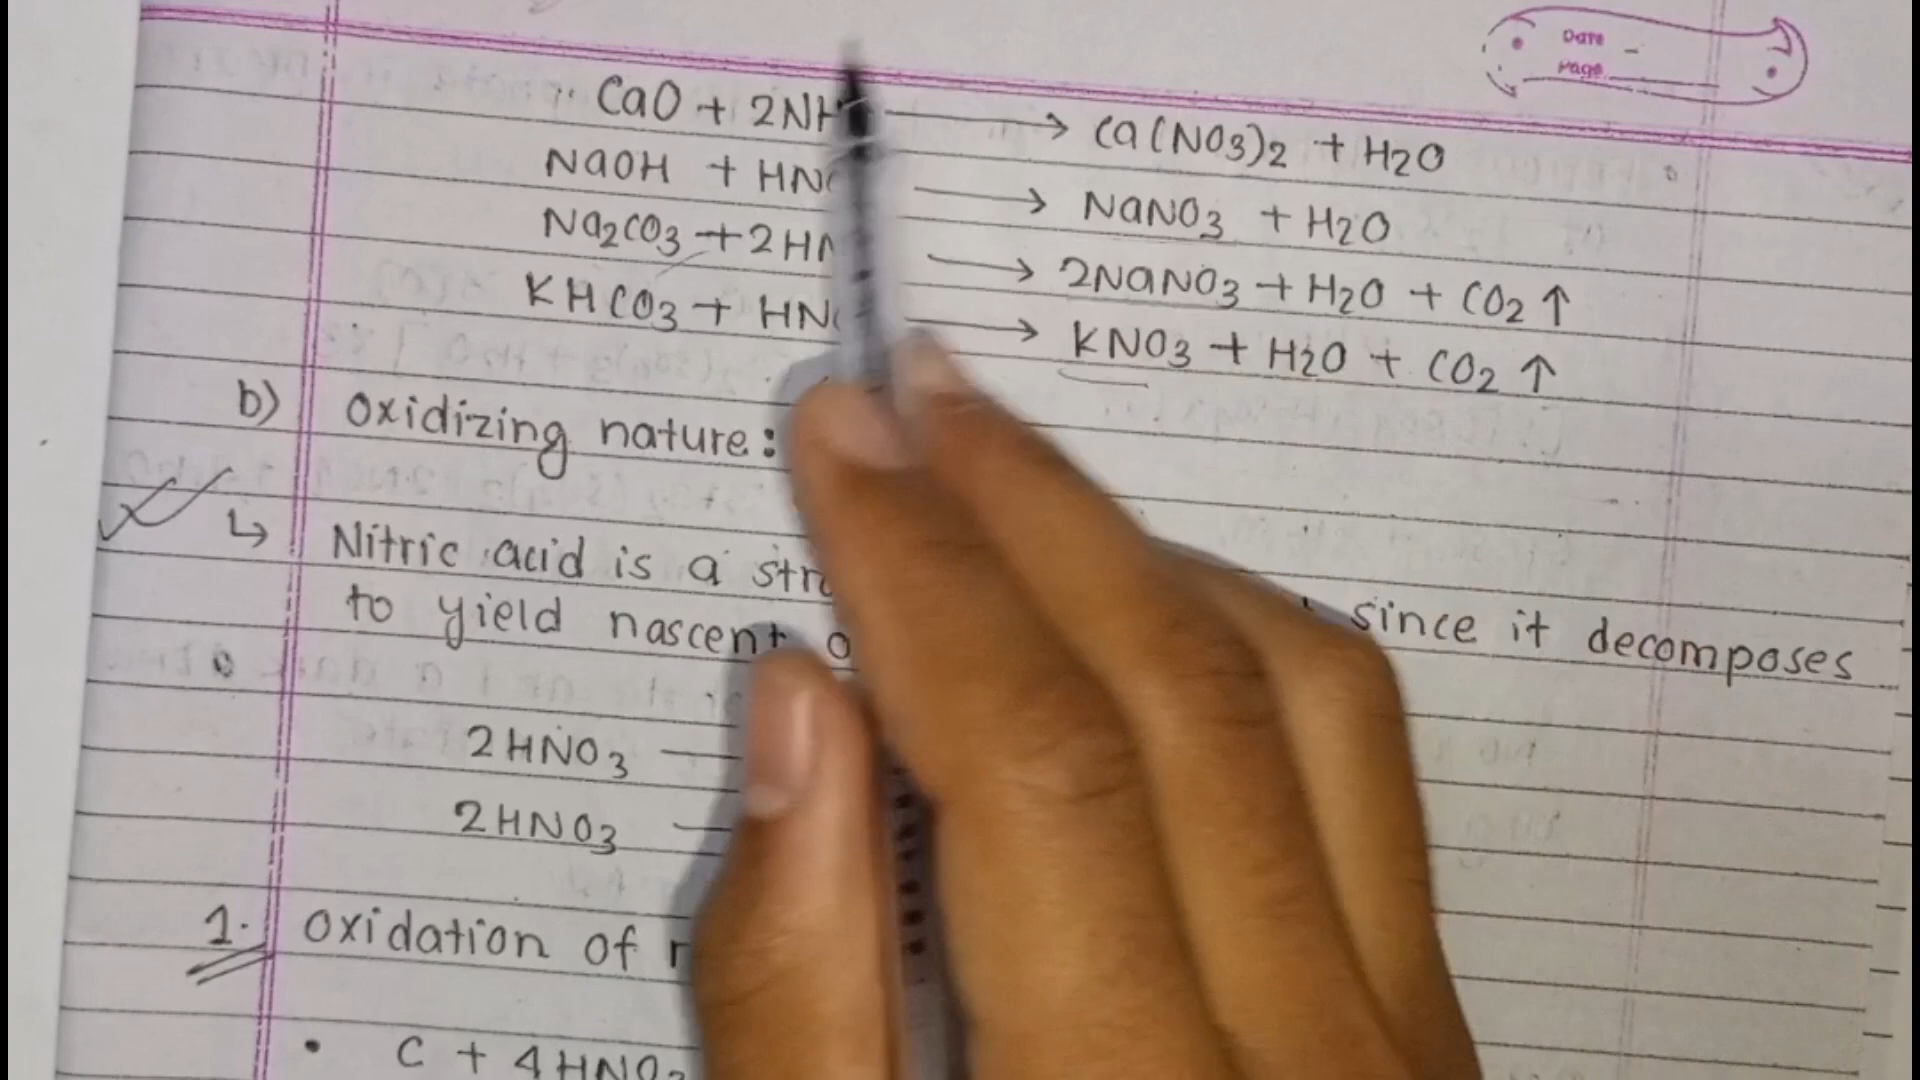 Date
Page
CaO + 2NH → Ca(NO3)2 + H2O
NaOH + HN → NaNO3 + H2O
Na2CO3 + 2HN → 2NaNO3 + H2O + CO2 ↑
KHCO3 + HN → KNO3 + H2O + CO2 ↑
b) Oxidizing nature:
↳ Nitric acid is a since it decomposes
to yield nascent
2HNO3
2HNO3
1. Oxidation of
• C + 4HNO3